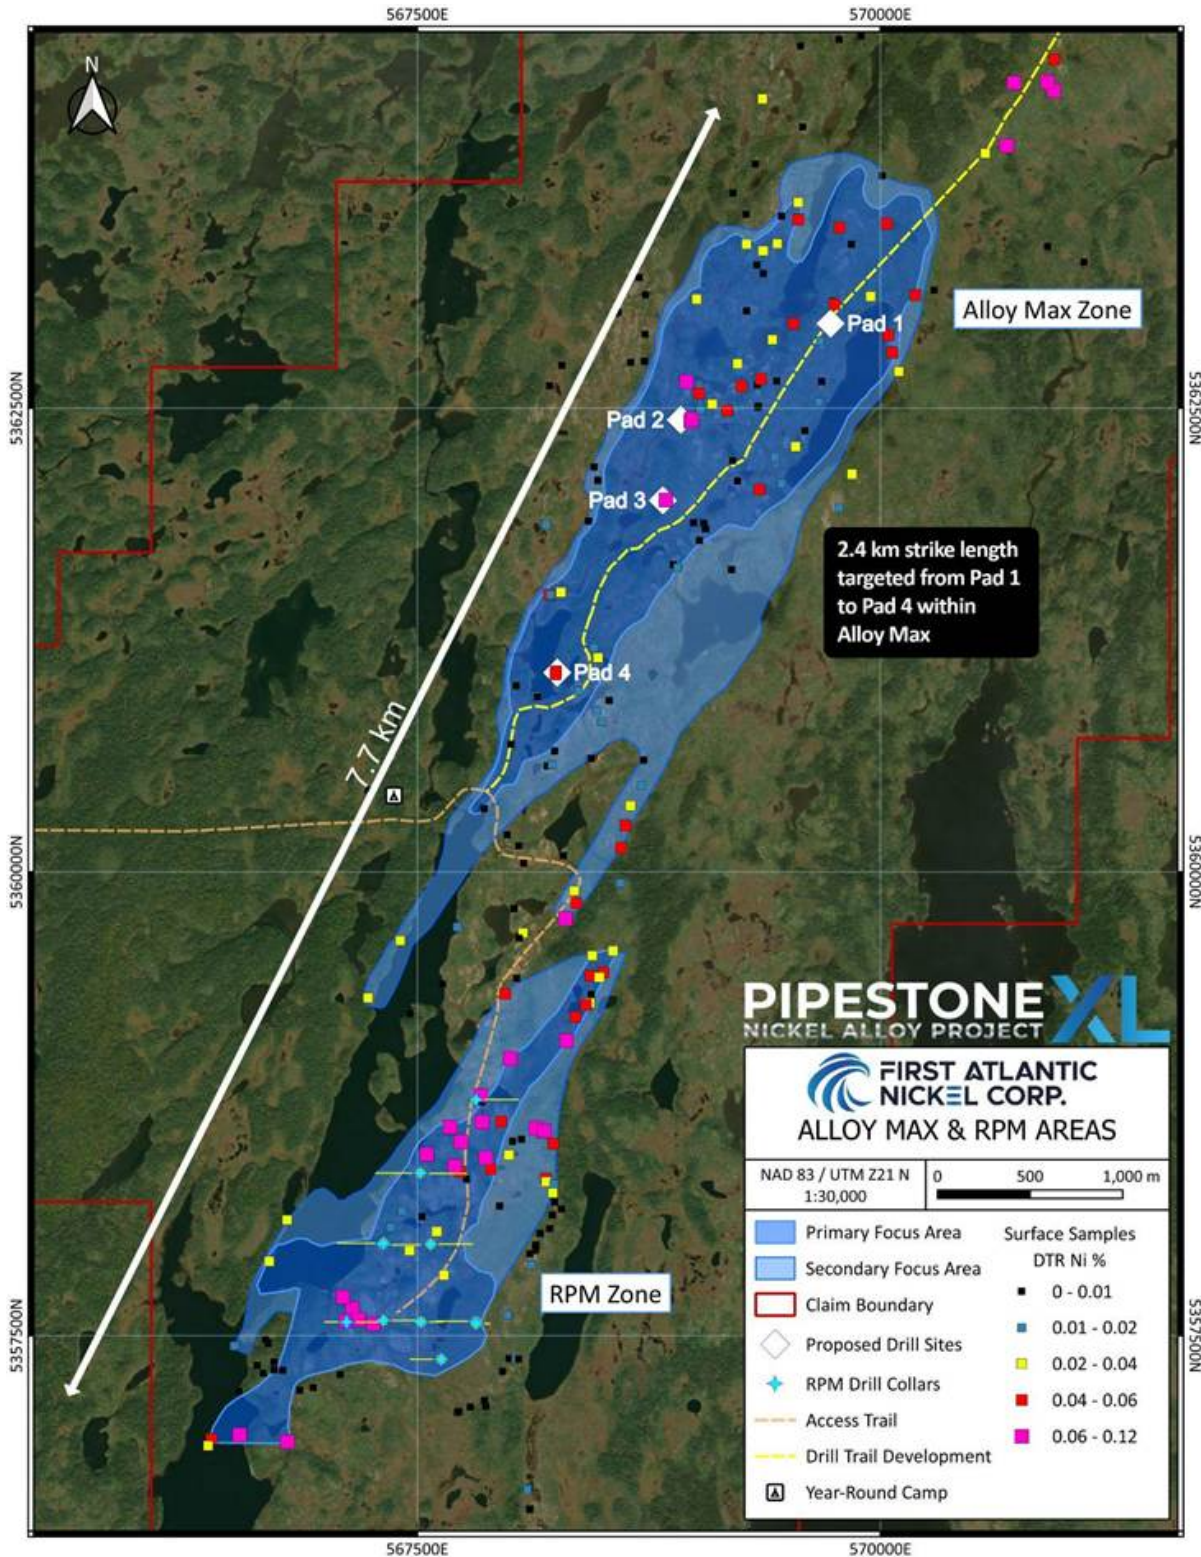 567500E
570000E
N
Alloy Max Zone
Pad 1
5362500N
5362500N
Pad 2
Pad 3
2.4 km strike length
targeted from Pad 1
to Pad 4 within
Alloy Max
Pad 4
7.7 km
5360000N
5360000N
PIPESTONE XL
NICKEL ALLOY PROJECT
FIRST ATLANTIC
NICKEL CORP.
ALLOY MAX & RPM AREAS
NAD 83 / UTM Z21 N
1:30,000
0 500 1,000 m
Primary Focus Area
Secondary Focus Area
Claim Boundary
Proposed Drill Sites
RPM Drill Collars
Access Trail
Drill Trail Development
Year-Round Camp
Surface Samples
DTR Ni %
0 - 0.01
0.01 - 0.02
0.02 - 0.04
0.04 - 0.06
0.06 - 0.12
RPM Zone
5357500N
5357500N
567500E
570000E